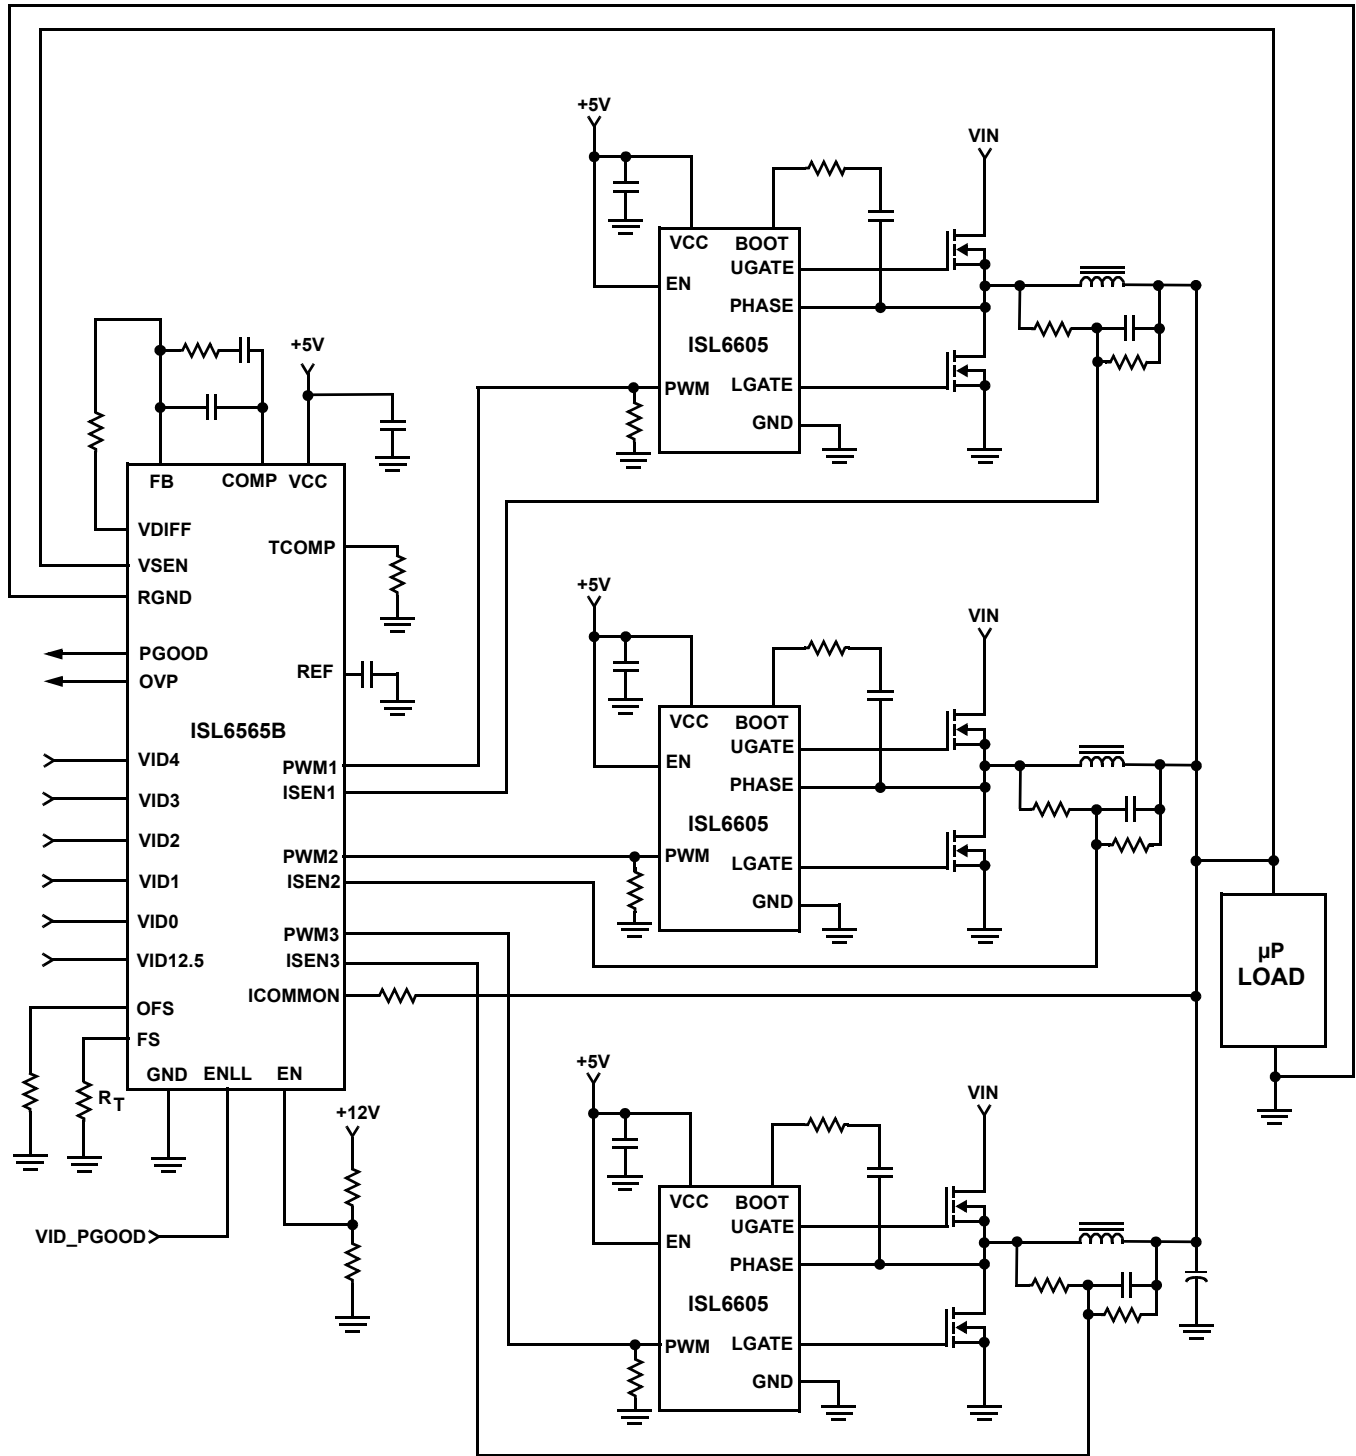 +5V
VIN
VCC
BOOT
UGATE
EN
PHASE
ISL6605
PWM
LGATE
GND
+5V
FB
COMP
VCC
VDIFF
TCOMP
VSEN
RGND
PGOOD
REF
OVP
ISL6565B
VID4
PWM1
VID3
ISEN1
VID2
PWM2
VID1
ISEN2
VID0
PWM3
VID12.5
ISEN3
ICOMMON
OFS
FS
GND
ENLL
EN
RT
+12V
VID_PGOOD
+5V
VIN
VCC
BOOT
UGATE
EN
PHASE
ISL6605
PWM
LGATE
GND
µP
LOAD
+5V
VIN
VCC
BOOT
UGATE
EN
PHASE
ISL6605
PWM
LGATE
GND